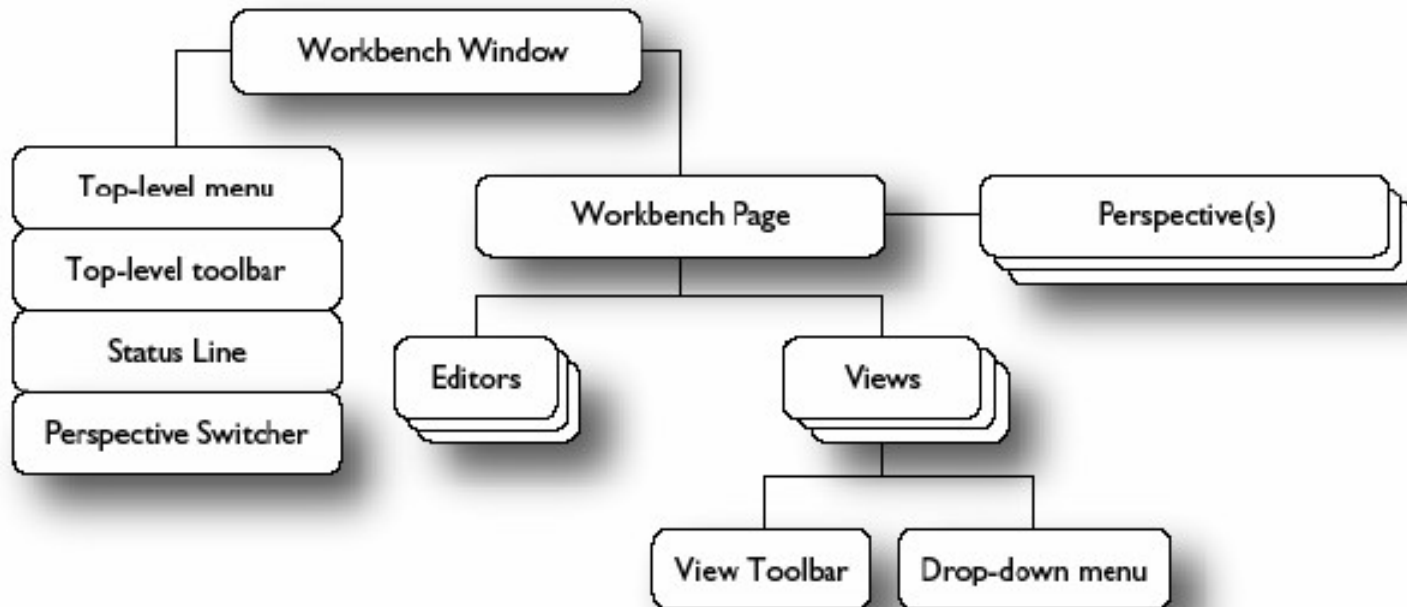 Workbench Window
Top-level menu
Workbench Page
Perspective(s)
Top-level toolbar
Status Line
Editors
Views
Perspective Switcher
View Toolbar
Drop-down menu